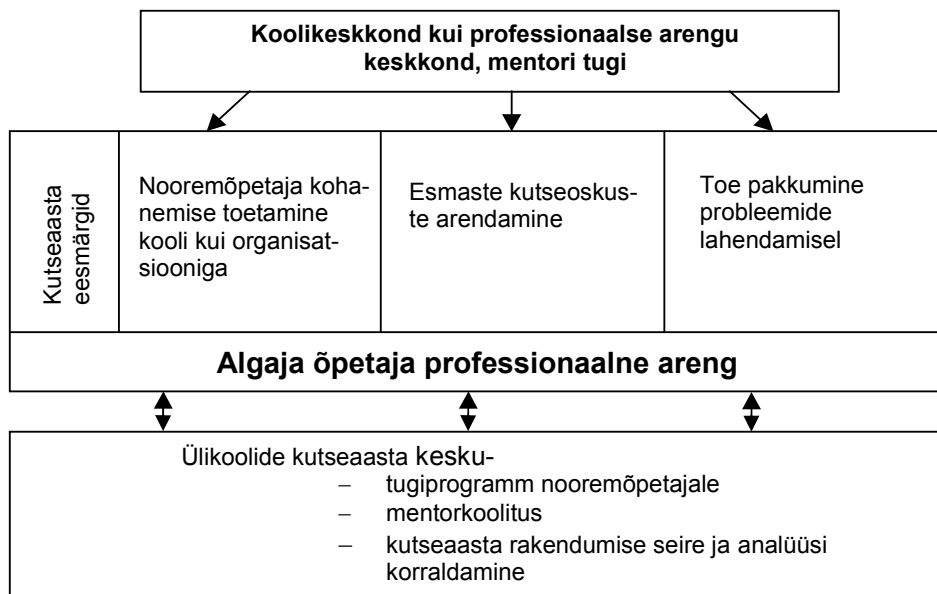 Koolikeskkond kui professionaalse arengu
keskkond, mentori tugi
Kutseaasta
eesmärgid
Nooremõpetaja koha-
nemise toetamine
kooli kui organisat-
siooniga
Esmaste kutseoskus-
te arendamine
Toe pakkumine
probleemide
lahendamisel
Algaja õpetaja professionaalne areng
Ülikoolide kutseaasta kesku-
– tugiprogramm nooremõpetajale
– mentorkoolitus
– kutseaasta rakendumise seire ja analüüsi
korraldamine